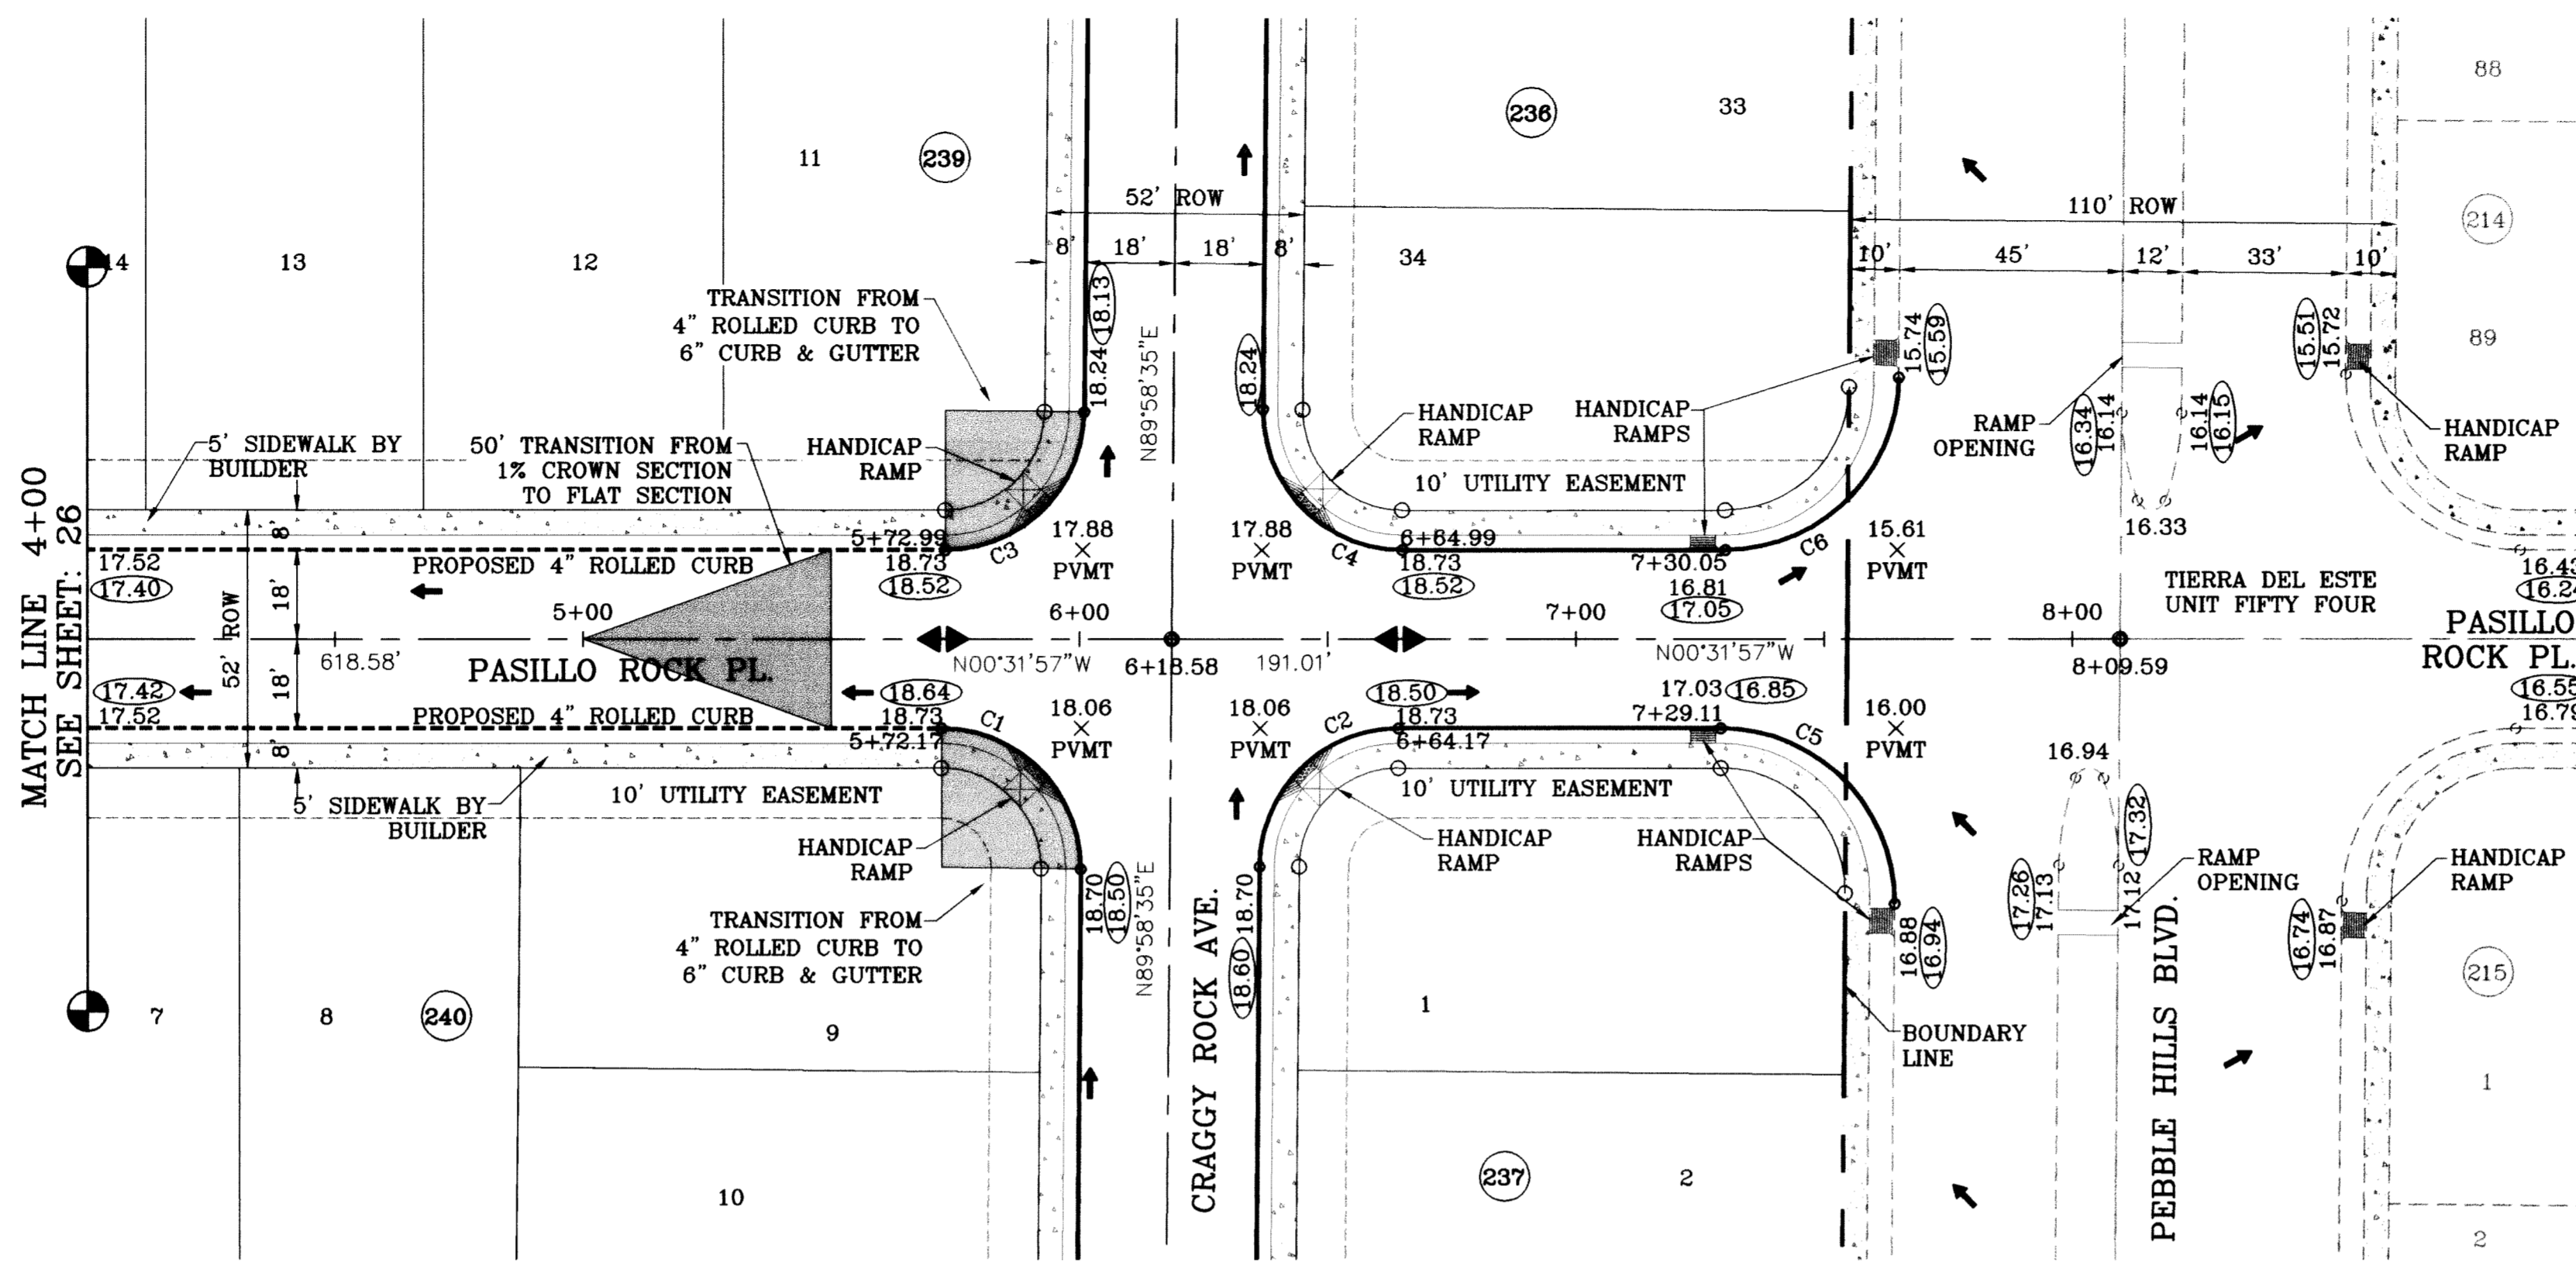 88
33
236
11
239
214
52' ROW
110' ROW
8'
18'
18'
8'
10'
45'
12'
33'
10'
14
13
12
34
TRANSITION FROM
4" ROLLED CURB TO
6" CURB & GUTTER
18.24
18.13
N89°58'35"E
18.24
15.74
15.59
15.51
15.72
89
5' SIDEWALK BY
BUILDER
50' TRANSITION FROM
1% CROWN SECTION
TO FLAT SECTION
HANDICAP
RAMP
HANDICAP
RAMP
HANDICAP
RAMPS
RAMP
OPENING
16.34
16.14
16.14
16.15
HANDICAP
RAMP
10' UTILITY EASEMENT
MATCH LINE 4+00
SEE SHEET: 26
8'
5+72.99
C3
17.88
PVMT
17.88
PVMT
C4
6+64.99
C6
15.61
PVMT
16.33
17.52
17.40
PROPOSED 4" ROLLED CURB
18.73
18.52
18.73
18.52
7+30.05
16.81
17.05
16.43
16.24
TIERRA DEL ESTE
UNIT FIFTY FOUR
18'
52' ROW
5+00
6+00
7+00
8+00
PASILLO
ROCK PL.
618.58'
PASILLO ROCK PL.
N00°31'57"W
6+18.58
191.01'
N00°31'57"W
8+09.59
18'
17.42
17.52
PROPOSED 4" ROLLED CURB
18.64
18.73
5+72.17
C1
18.06
PVMT
18.06
PVMT
C2
18.50
18.73
6+64.17
17.03
16.85
7+29.11
C5
16.00
PVMT
16.55
16.79
8'
16.94
5' SIDEWALK BY
BUILDER
10' UTILITY EASEMENT
10' UTILITY EASEMENT
HANDICAP
RAMP
HANDICAP
RAMP
HANDICAP
RAMPS
17.32
17.26
17.13
17.12
RAMP
OPENING
HANDICAP
RAMP
TRANSITION FROM
4" ROLLED CURB TO
6" CURB & GUTTER
18.70
18.50
N89°58'35"E
CRAGGY ROCK AVE.
18.70
18.60
16.88
16.94
16.74
16.87
PEBBLE HILLS BLVD.
215
7
8
240
9
1
BOUNDARY
LINE
1
10
237
2
2